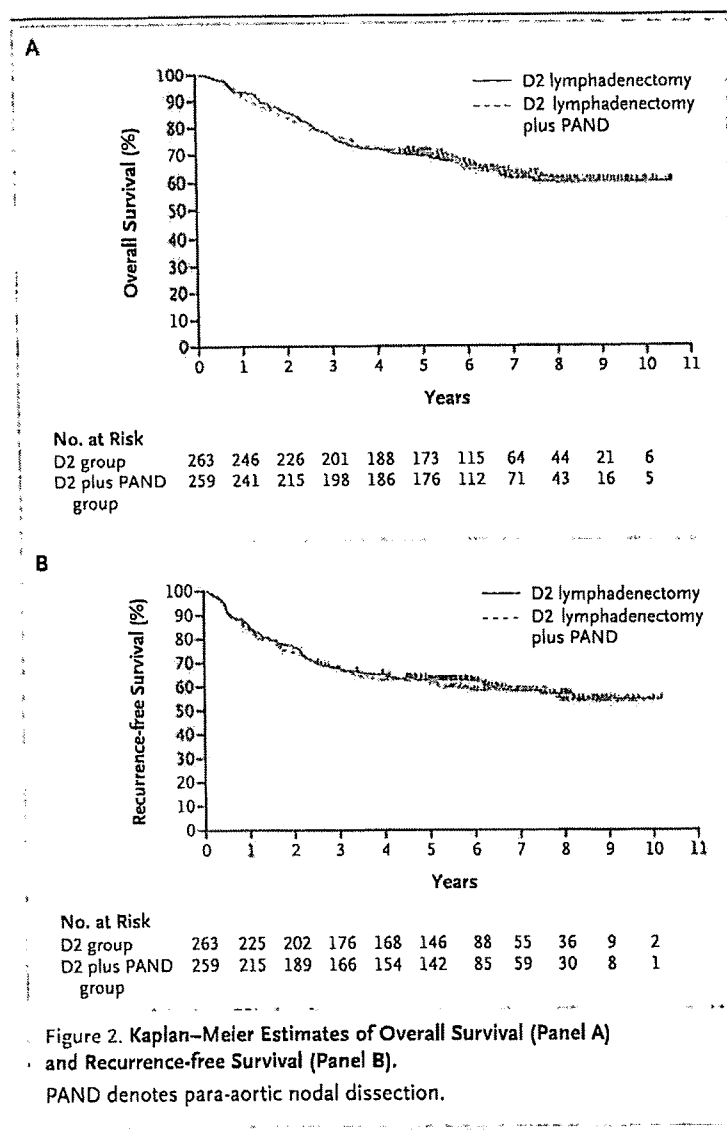 A
100
90
80
70
60
50
40
30
20
10
0
Overall Survival (%)
D2 lymphadenectomy
D2 lymphadenectomy
plus PAND
0 1 2 3 4 5 6 7 8 9 10 11
Years
No. at Risk
D2 group 263 246 226 201 188 173 115 64 44 21 6
D2 plus PAND 259 241 215 198 186 176 112 71 43 16 5
group
B
100
90
80
70
60
50
40
30
20
10
0
Recurrence-free Survival (%)
D2 lymphadenectomy
D2 lymphadenectomy
plus PAND
0 1 2 3 4 5 6 7 8 9 10 11
Years
No. at Risk
D2 group 263 225 202 176 168 146 88 55 36 9 2
D2 plus PAND 259 215 189 166 154 142 85 59 30 8 1
group
Figure 2. Kaplan–Meier Estimates of Overall Survival (Panel A)
and Recurrence-free Survival (Panel B).
PAND denotes para-aortic nodal dissection.